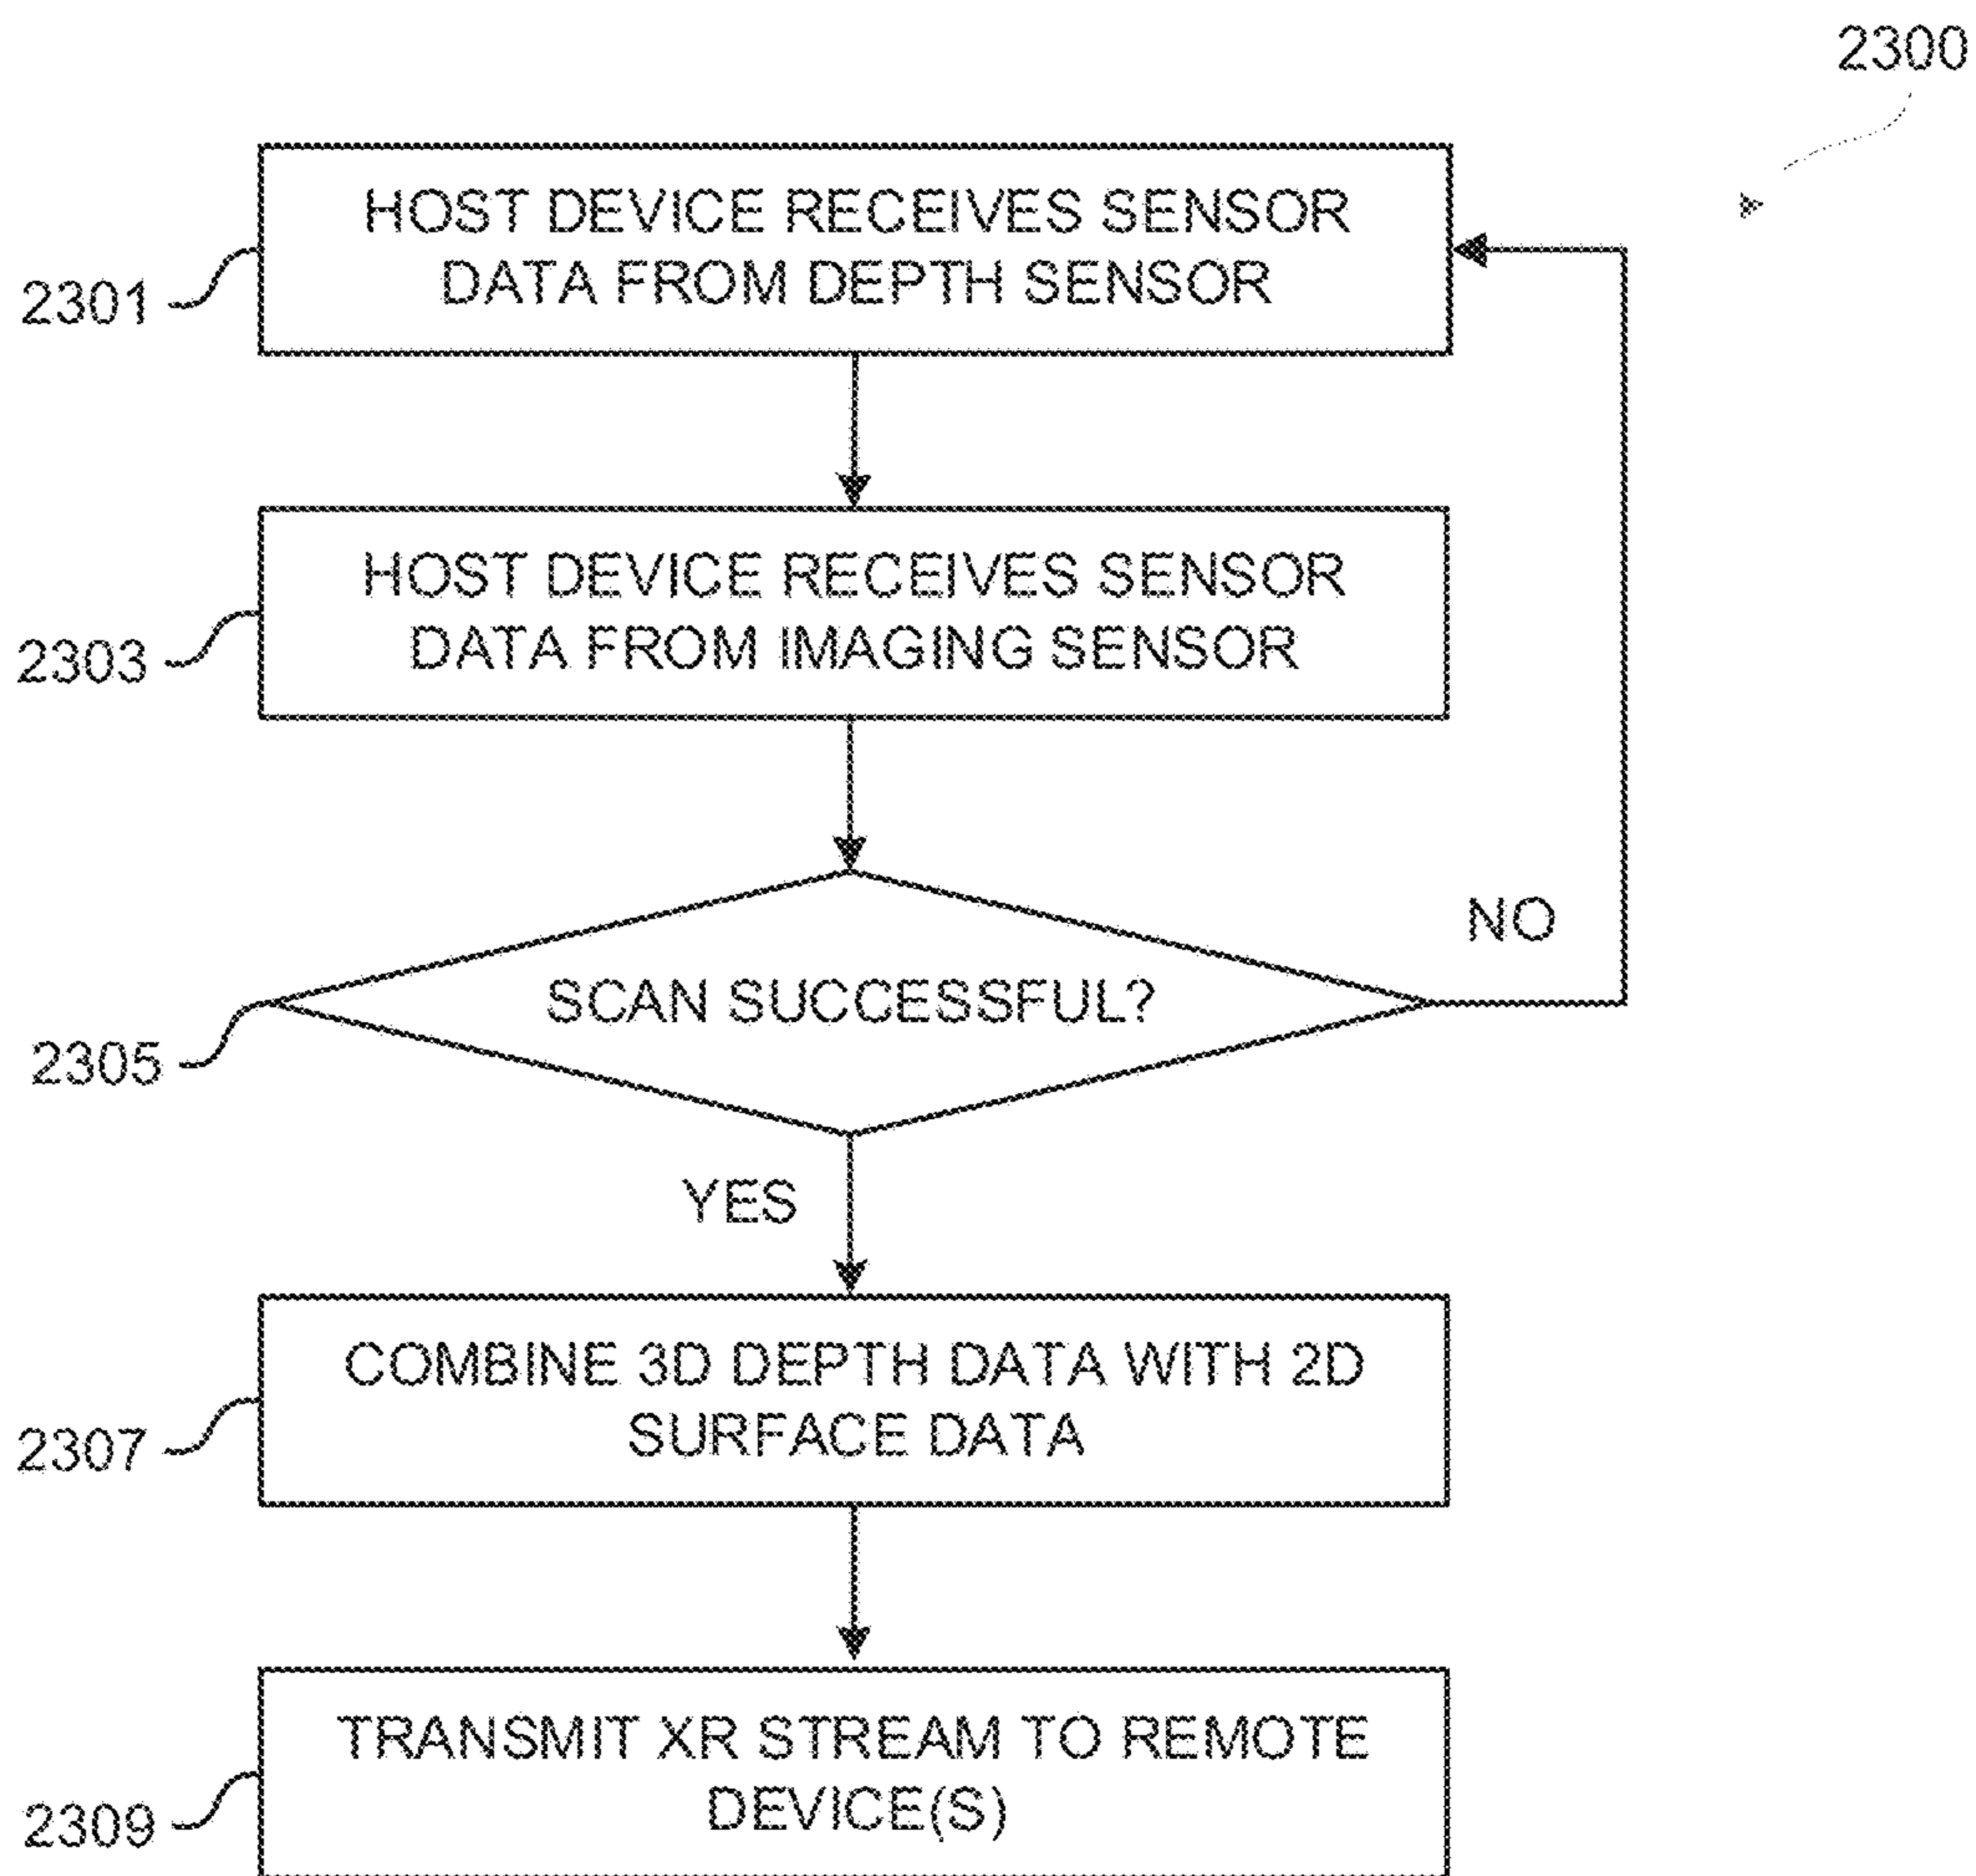 2300
HOST DEVICE RECEIVES SENSOR
DATA FROM DEPTH SENSOR
2301
HOST DEVICE RECEIVES SENSOR
DATA FROM IMAGING SENSOR
2303
NO
SCAN SUCCESSFUL?
2305
YES
COMBINE 3D DEPTH DATA WITH 2D
SURFACE DATA
2307
TRANSMIT XR STREAM TO REMOTE
DEVICE(S)
2309